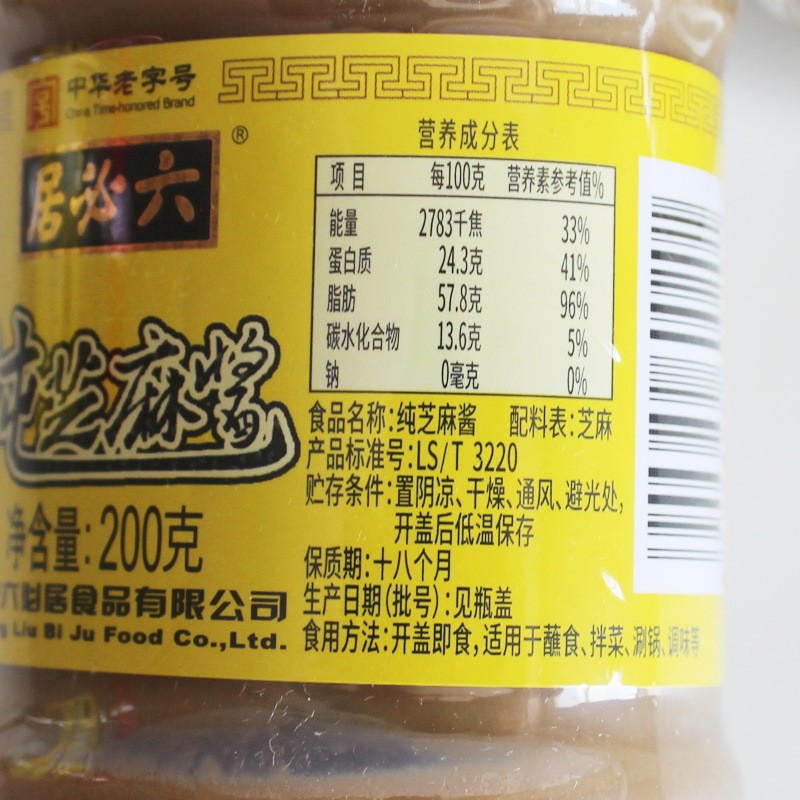 中华老字号
China Time-honored Brand
®
居必六
纯芝麻酱
净含量:200克
六必居食品有限公司
g Liu Bi Ju Food Co.,Ltd.
营养成分表
项目 每100克 营养素参考值%
能量 2783千焦 33%
蛋白质 24.3克 41%
脂肪 57.8克 96%
碳水化合物 13.6克 5%
钠 0毫克 0%
食品名称:纯芝麻酱 配料表:芝麻
产品标准号:LS/T 3220
贮存条件:置阴凉、干燥、通风、避光处,
开盖后低温保存
保质期:十八个月
生产日期(批号):见瓶盖
食用方法:开盖即食,适用于蘸食、拌菜、涮锅、调味等